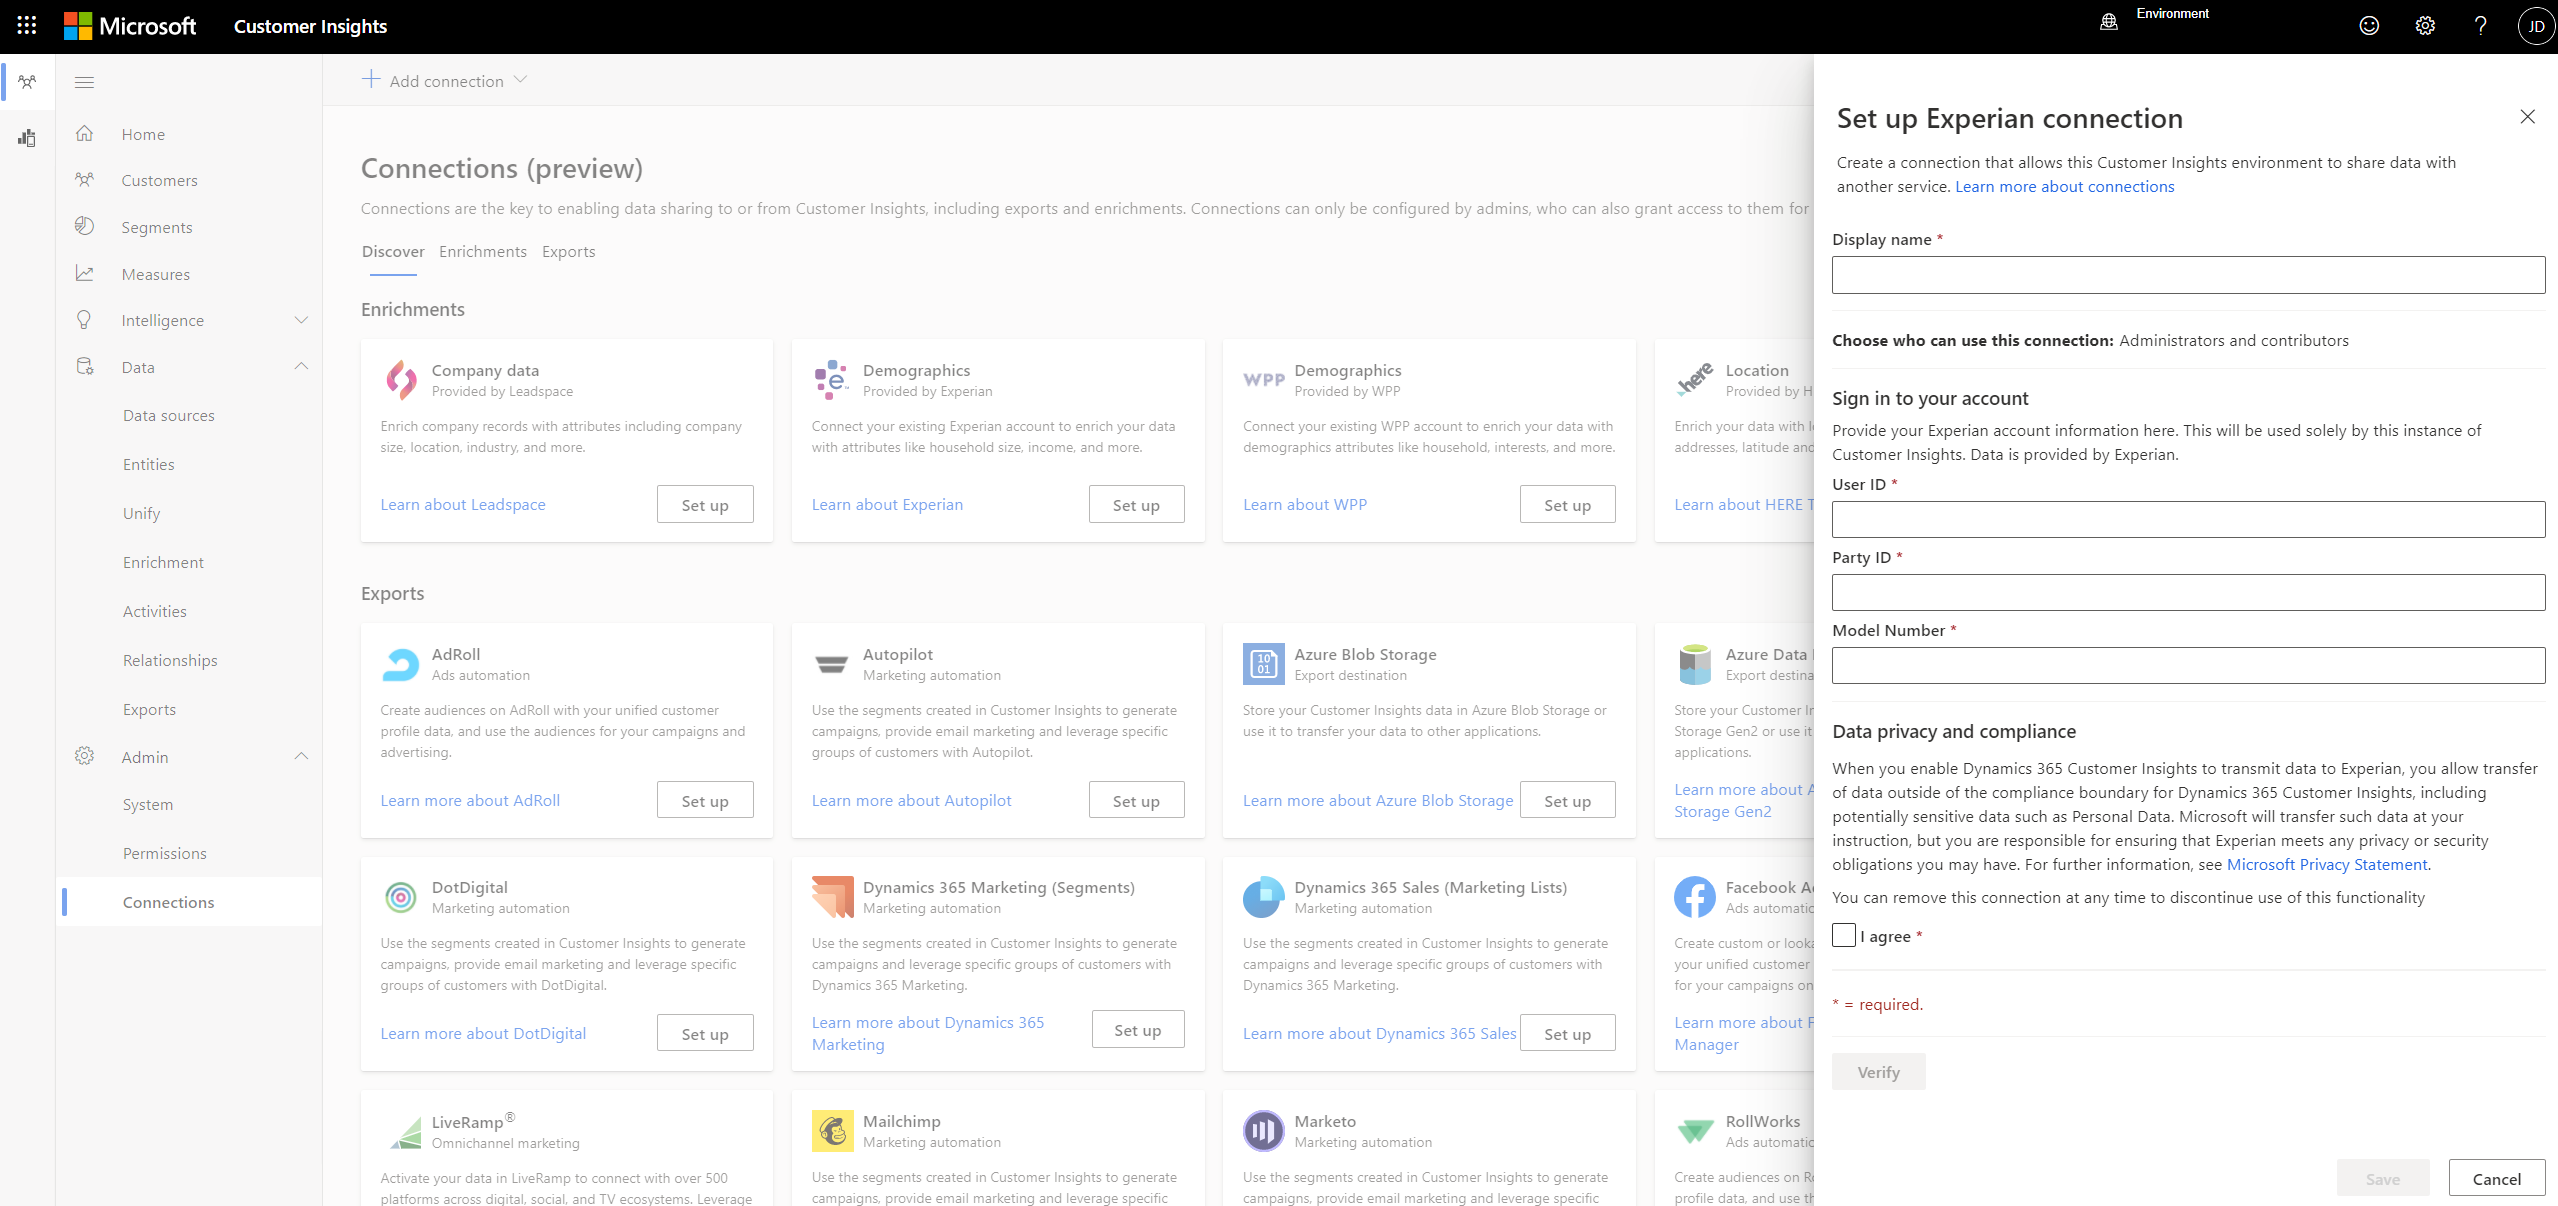 Microsoft
Customer Insights
Environment
JD
Home
Customers
Segments
Measures
Intelligence
Data
Data sources
Entities
Unify
Enrichment
Activities
Relationships
Exports
Admin
System
Permissions
Connections
Add connection
Connections (preview)
Connections are the key to enabling data sharing to or from Customer Insights, including exports and enrichments. Connections can only be configured by admins, who can also grant access to them for
Discover Enrichments Exports
Enrichments
Company data
Provided by Leadspace
Enrich company records with attributes including company
size, location, industry, and more.
Learn about Leadspace
Set up
Demographics
Provided by Experian
Connect your existing Experian account to enrich your data
with attributes like household size, income, and more.
Learn about Experian
Set up
WPP
Demographics
Provided by WPP
Connect your existing WPP account to enrich your data with
demographics attributes like household, interests, and more.
Learn about WPP
Set up
here
Location
Provided by H
Enrich your data with l
addresses, latitude and
Learn about HERE T
Exports
AdRoll
Ads automation
Create audiences on AdRoll with your unified customer
profile data, and use the audiences for your campaigns and
advertising.
Learn more about AdRoll
Set up
Autopilot
Marketing automation
Use the segments created in Customer Insights to generate
campaigns, provide email marketing and leverage specific
groups of customers with Autopilot.
Learn more about Autopilot
Set up
10
01
Azure Blob Storage
Export destination
Store your Customer Insights data in Azure Blob Storage or
use it to transfer your data to other applications.
Learn more about Azure Blob Storage
Set up
Azure Data
Export destina
Store your Customer In
Storage Gen2 or use it
applications.
Learn more about A
Storage Gen2
DotDigital
Marketing automation
Use the segments created in Customer Insights to generate
campaigns, provide email marketing and leverage specific
groups of customers with DotDigital.
Learn more about DotDigital
Set up
Dynamics 365 Marketing (Segments)
Marketing automation
Use the segments created in Customer Insights to generate
campaigns and leverage specific groups of customers with
Dynamics 365 Marketing.
Learn more about Dynamics 365
Marketing
Set up
Dynamics 365 Sales (Marketing Lists)
Marketing automation
Use the segments created in Customer Insights to generate
campaigns and leverage specific groups of customers with
Dynamics 365 Marketing.
Learn more about Dynamics 365 Sales
Set up
Facebook Ad
Ads automatic
Create custom or looka
your unified customer
for your campaigns on
Learn more about F
Manager
LiveRamp®
Omnichannel marketing
Activate your data in LiveRamp to connect with over 500
platforms across digital, social, and TV ecosystems. Leverage
Mailchimp
Marketing automation
Use the segments created in Customer Insights to generate
campaigns, provide email marketing and leverage specific
Marketo
Marketing automation
Use the segments created in Customer Insights to generate
campaigns, provide email marketing and leverage specific
RollWorks
Ads automatic
Create audiences on Ro
profile data, and use th
Set up Experian connection
Create a connection that allows this Customer Insights environment to share data with
another service. Learn more about connections
Display name *
Choose who can use this connection: Administrators and contributors
Sign in to your account
Provide your Experian account information here. This will be used solely by this instance of
Customer Insights. Data is provided by Experian.
User ID *
Party ID *
Model Number *
Data privacy and compliance
When you enable Dynamics 365 Customer Insights to transmit data to Experian, you allow transfer
of data outside of the compliance boundary for Dynamics 365 Customer Insights, including
potentially sensitive data such as Personal Data. Microsoft will transfer such data at your
instruction, but you are responsible for ensuring that Experian meets any privacy or security
obligations you may have. For further information, see Microsoft Privacy Statement.
You can remove this connection at any time to discontinue use of this functionality
I agree *
* = required.
Verify
Save
Cancel